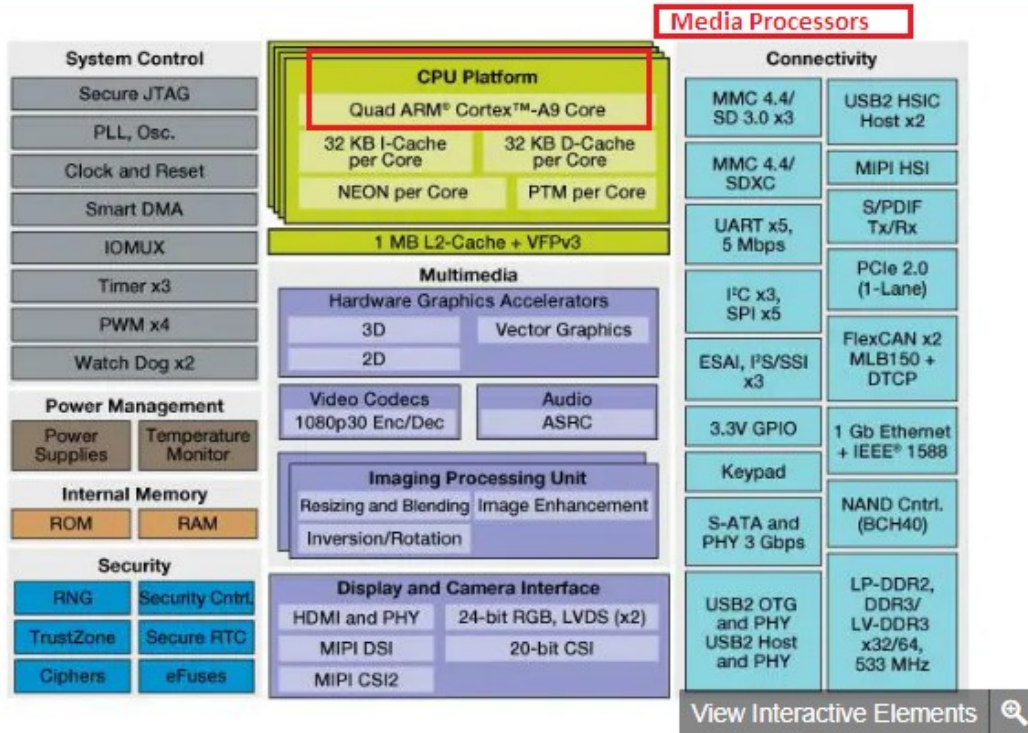 Media Processors
System Control
Secure JTAG
PLL, Osc.
Clock and Reset
Smart DMA
IOMUX
Timer x3
PWM x4
Watch Dog x2
Power Management
Power
Supplies
Temperature
Monitor
Internal Memory
ROM
RAM
Security
RNG
Security Cntrl.
TrustZone
Secure RTC
Ciphers
eFuses
CPU Platform
Quad ARM® Cortex™-A9 Core
32 KB I-Cache
per Core
32 KB D-Cache
per Core
NEON per Core
PTM per Core
1 MB L2-Cache + VFPv3
Multimedia
Hardware Graphics Accelerators
3D
Vector Graphics
2D
Video Codecs
1080p30 Enc/Dec
Audio
ASRC
Imaging Processing Unit
Resizing and Blending
Image Enhancement
Inversion/Rotation
Display and Camera Interface
HDMI and PHY
24-bit RGB, LVDS (x2)
MIPI DSI
20-bit CSI
MIPI CSI2
Connectivity
MMC 4.4/
SD 3.0 x3
MMC 4.4/
SDXC
UART x5,
5 Mbps
I²C x3,
SPI x5
ESAI, I²S/SSI
x3
3.3V GPIO
Keypad
S-ATA and
PHY 3 Gbps
USB2 OTG
and PHY
USB2 Host
and PHY
USB2 HSIC
Host x2
MIPI HSI
S/PDIF
Tx/Rx
PCIe 2.0
(1-Lane)
FlexCAN x2
MLB150 +
DTCP
1 Gb Ethernet
+ IEEE® 1588
NAND Cntrl.
(BCH40)
LP-DDR2,
DDR3/
LV-DDR3
x32/64,
533 MHz
View Interactive Elements